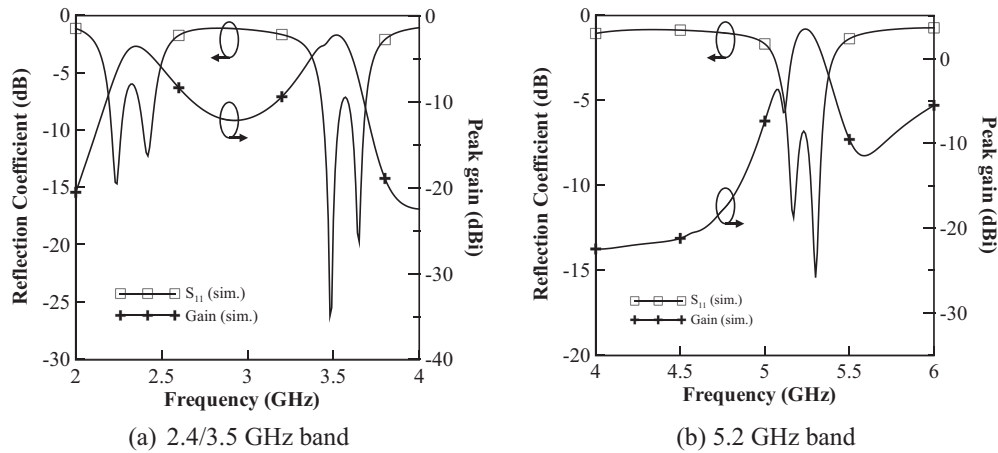 0
-5
-10
-15
-20
-25
-30
Reflection Coefficient (dB)
0
-10
-20
-30
-40
Peak gain (dBi)
S11 (sim.)
Gain (sim.)
2
2.5
3
3.5
4
Frequency (GHz)
(a) 2.4/3.5 GHz band
0
-5
-10
-15
-20
Reflection Coefficient (dB)
0
-10
-20
-30
Peak gain (dBi)
S11 (sim.)
Gain (sim.)
4
4.5
5
5.5
6
Frequency (GHz)
(b) 5.2 GHz band